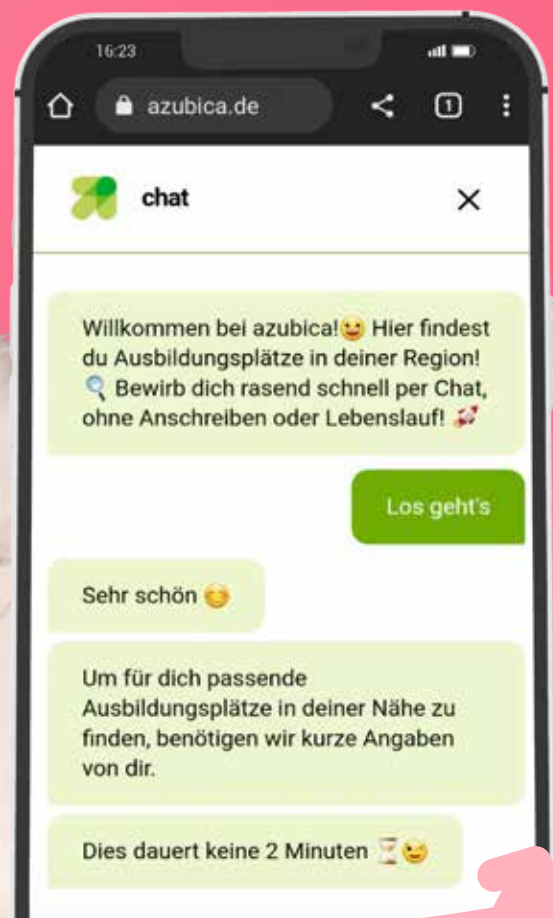 16:23
azubica.de
1
chat
Willkommen bei azubica!😀 Hier findest
du Ausbildungsplätze in deiner Region!
🔍 Bewirb dich rasend schnell per Chat,
ohne Anschreiben oder Lebenslauf! 🚀
Los geht's
Sehr schön 😊
Um für dich passende
Ausbildungsplätze in deiner Nähe zu
finden, benötigen wir kurze Angaben
von dir.
Dies dauert keine 2 Minuten ⏳😉